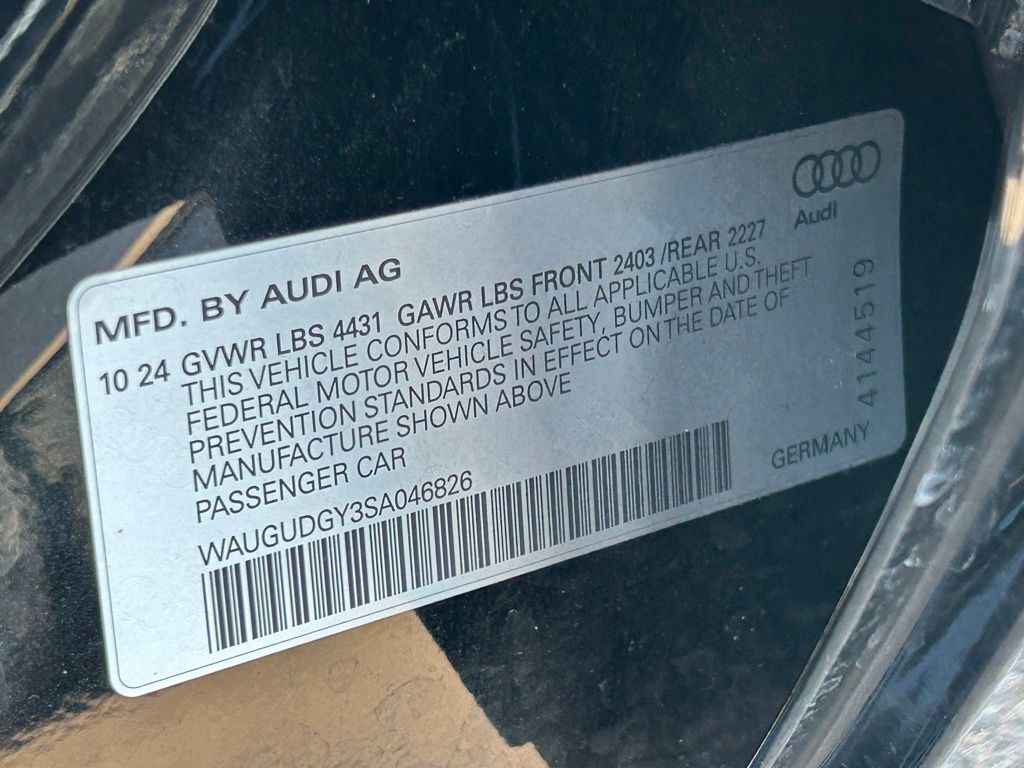 Audi
MFD. BY AUDI AG
10 24 GVWR LBS 4431 GAWR LBS FRONT 2403 /REAR 2227
THIS VEHICLE CONFORMS TO ALL APPLICABLE U.S.
FEDERAL MOTOR VEHICLE SAFETY, BUMPER AND THEFT
PREVENTION STANDARDS IN EFFECT ON THE DATE OF
MANUFACTURE SHOWN ABOVE
PASSENGER CAR
WAUGUDGY3SA046826
GERMANY
4144519